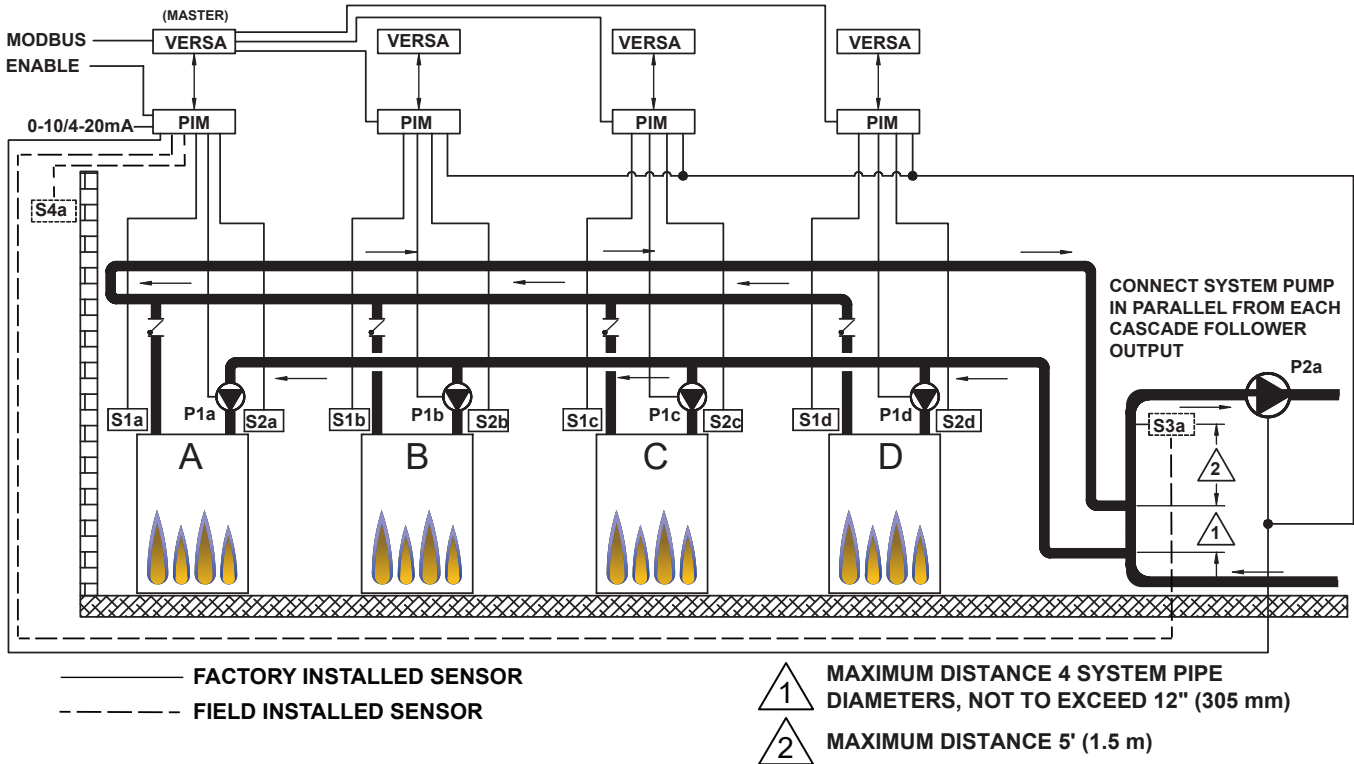 (MASTER)
MODBUS
VERSA
VERSA
VERSA
VERSA
ENABLE
0-10/4-20mA
PIM
PIM
PIM
PIM
S4a
CONNECT SYSTEM PUMP
IN PARALLEL FROM EACH
CASCADE FOLLOWER
OUTPUT
P2a
S1a
P1a
S2a
S1b
P1b
S2b
S1c
P1c
S2c
S1d
P1d
S2d
S3a
A
B
C
D
2
1
FACTORY INSTALLED SENSOR
FIELD INSTALLED SENSOR
1
MAXIMUM DISTANCE 4 SYSTEM PIPE
DIAMETERS, NOT TO EXCEED 12" (305 mm)
2
MAXIMUM DISTANCE 5' (1.5 m)